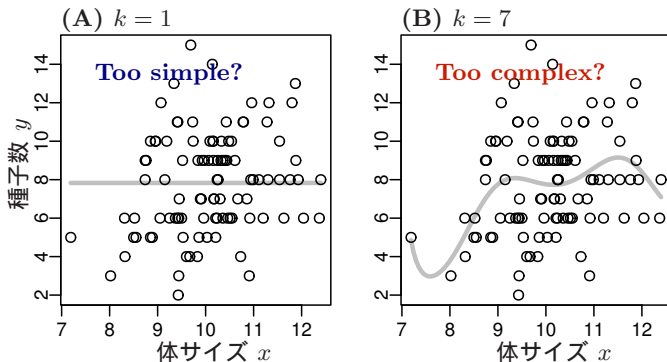 (A) k = 1
Too simple?
種子数 y
2 4 6 8 10 12 14
7 8 9 10 11 12
体サイズ x
(B) k = 7
Too complex?
2 4 6 8 10 12 14
7 8 9 10 11 12
体サイズ x